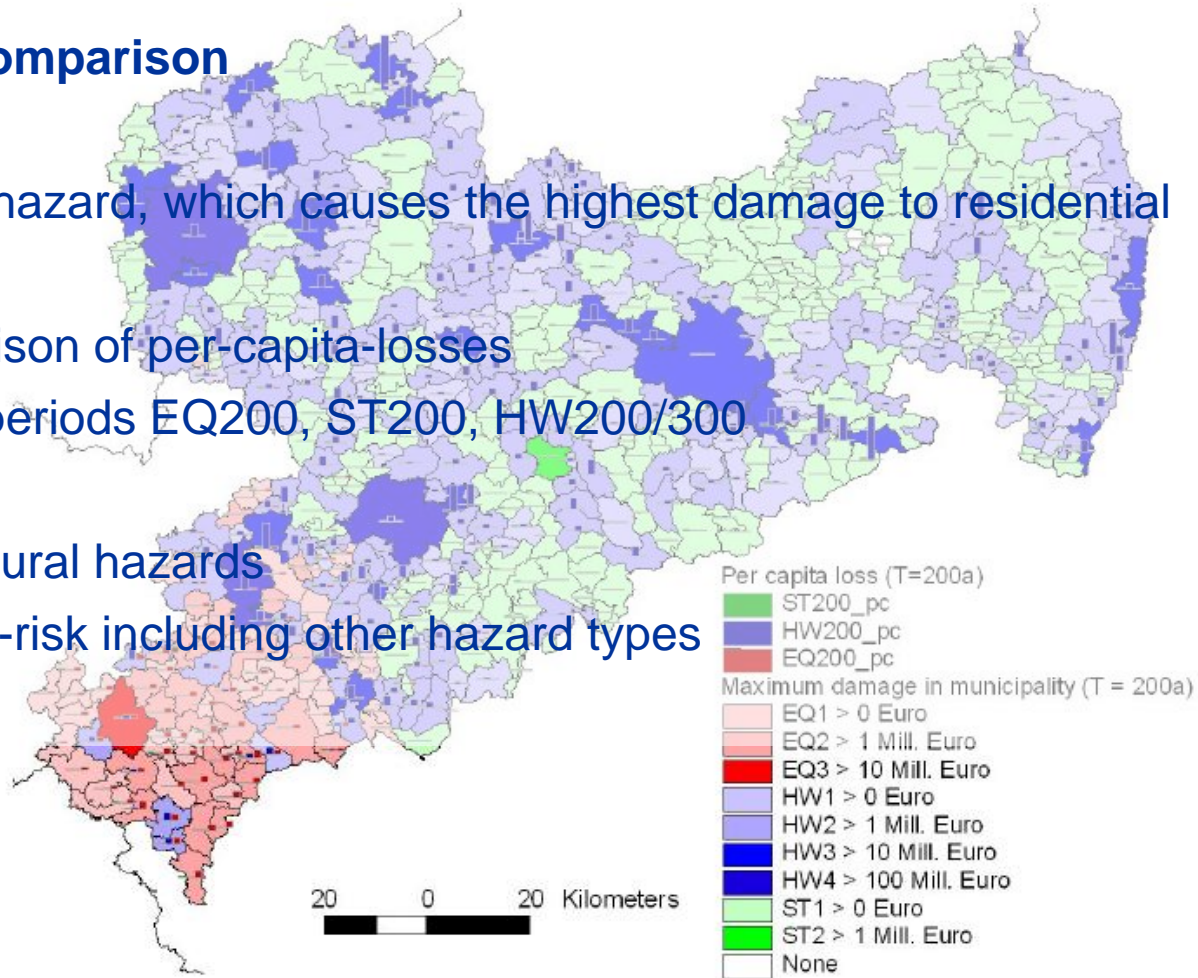 omparison
hazard, which causes the highest damage to residential
ison of per-capita-losses
periods EQ200, ST200, HW200/300
ural hazards
-risk including other hazard types
Per capita loss (T=200a)
ST200_pc
HW200_pc
EQ200_pc
Maximum damage in municipality (T = 200a)
EQ1 > 0 Euro
EQ2 > 1 Mill. Euro
EQ3 > 10 Mill. Euro
HW1 > 0 Euro
HW2 > 1 Mill. Euro
HW3 > 10 Mill. Euro
HW4 > 100 Mill. Euro
ST1 > 0 Euro
ST2 > 1 Mill. Euro
None
20 0 20 Kilometers